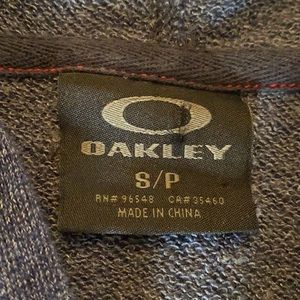 OAKLEY
S/P
RN# 96548 CA# 35460
MADE IN CHINA